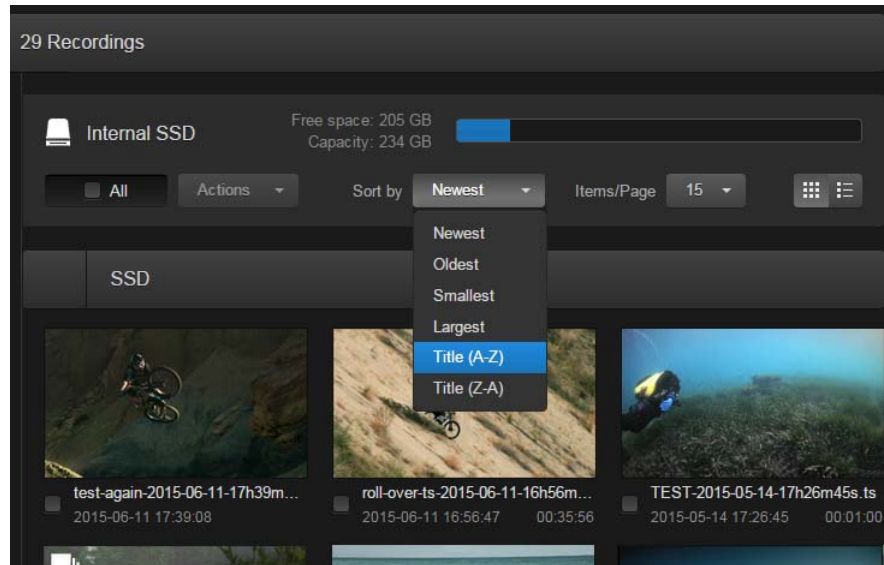 29 Recordings
Internal SSD
Free space: 205 GB
Capacity: 234 GB
All
Actions
Sort by
Newest
Items/Page
15
Newest
Oldest
Smallest
Largest
Title (A-Z)
Title (Z-A)
SSD
test-again-2015-06-11-17h39m...
2015-06-11 17:39:08
roll-over-ts-2015-06-11-16h56m...
2015-06-11 16:56:47 00:35:56
TEST-2015-05-14-17h26m45s.ts
2015-05-14 17:26:45 00:01:00